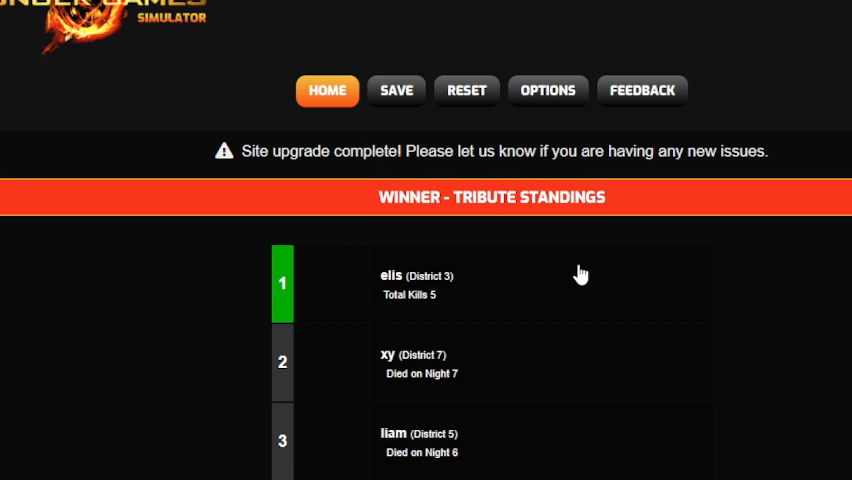 SIMULATOR
HOME SAVE RESET OPTIONS FEEDBACK
Site upgrade complete! Please let us know if you are having any new issues.
WINNER - TRIBUTE STANDINGS
1
elis (District 3)
Total Kills 5
2
xy (District 7)
Died on Night 7
3
liam (District 5)
Died on Night 6